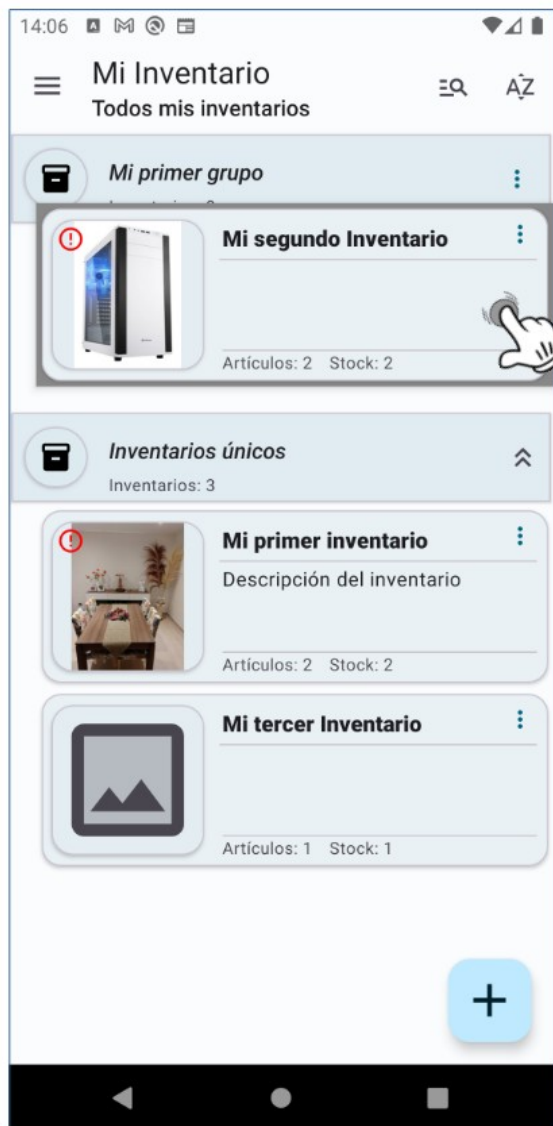 14:06
Mi Inventario
Todos mis inventarios
Mi primer grupo
Mi segundo Inventario
Artículos: 2 Stock: 2
Inventarios únicos
Inventarios: 3
Mi primer inventario
Descripción del inventario
Artículos: 2 Stock: 2
Mi tercer Inventario
Artículos: 1 Stock: 1